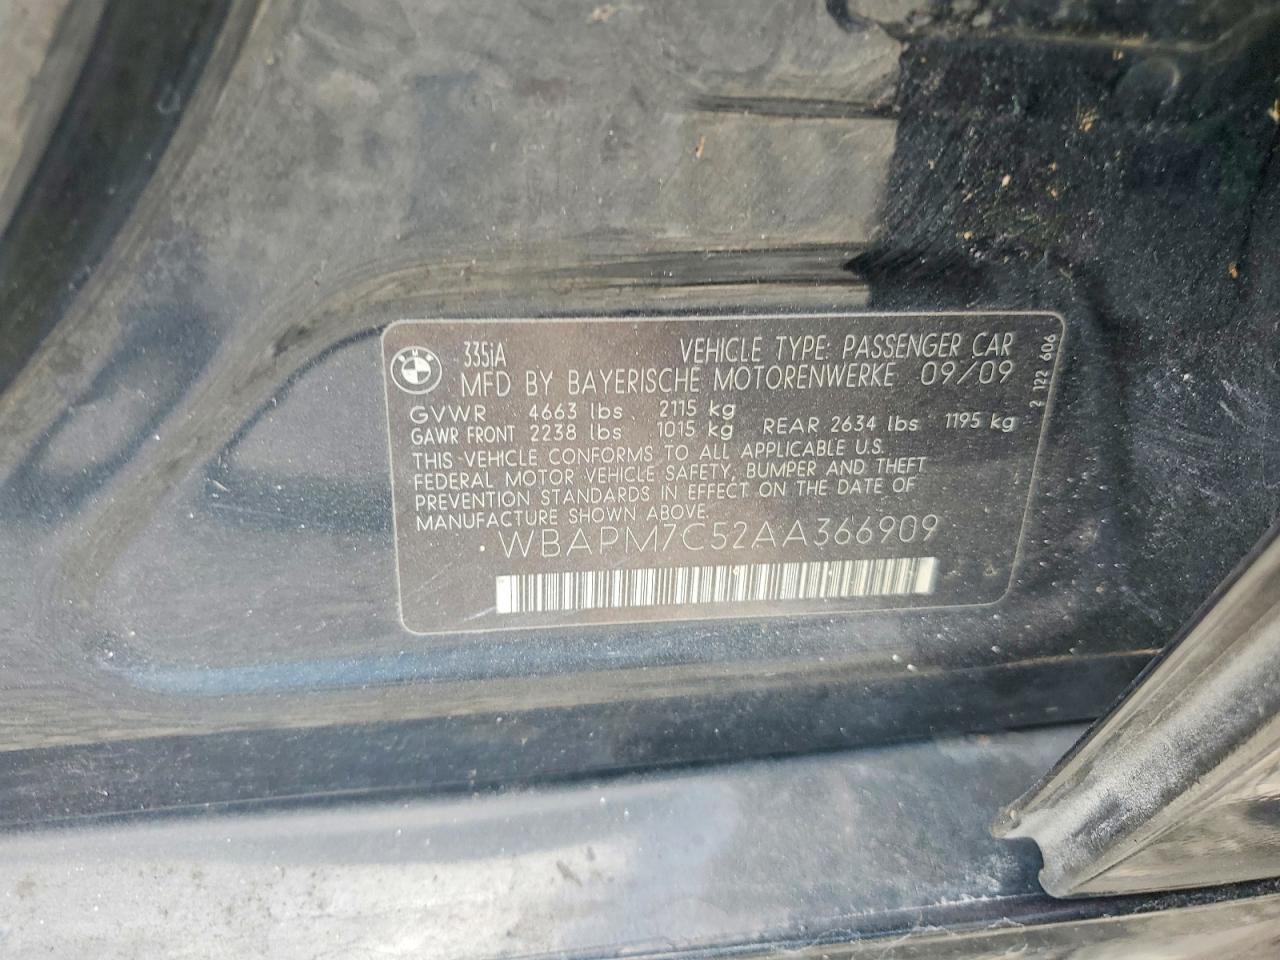 335iA VEHICLE TYPE: PASSENGER CAR
MFD BY BAYERISCHE MOTORENWERKE 09/09
GVWR 4663 lbs 2115 kg
GAWR FRONT 2238 lbs 1015 kg REAR 2634 lbs 1195 kg
THIS VEHICLE CONFORMS TO ALL APPLICABLE U.S.
FEDERAL MOTOR VEHICLE SAFETY, BUMPER AND THEFT
PREVENTION STANDARDS IN EFFECT ON THE DATE OF
MANUFACTURE SHOWN ABOVE.
WBAPM7C52AA366909
2 122 606
BMW